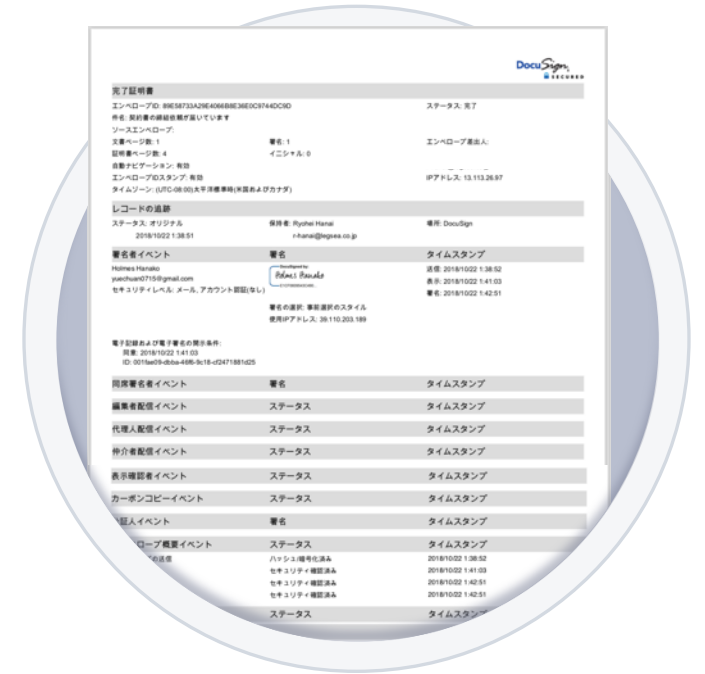 DocuSign
SECURED
完了証明書
エンベロープID: 89E58733A29E4066B8E36E0C9744DC9D ステータス: 完了
件名: 契約書の締結依頼が届いています
ソースエンベロープ:
文書ページ数: 1 署名: 1 エンベロープ差出人:
証明書ページ数: 4 イニシャル: 0
自動ナビゲーション: 有効
エンベロープIDスタンプ: 有効 IPアドレス: 13.113.26.97
タイムゾーン: (UTC-08:00)太平洋標準時(米国およびカナダ)
レコードの追跡
ステータス: オリジナル 保持者: Ryohei Hanai 場所: DocuSign
2018/10/22 1:38:51 r-hanai@legsea.co.jp
署名者イベント 署名 タイムスタンプ
Holmes Hanako 送信: 2018/10/22 1:38:52
yuechuan0715@gmail.com Holmes Hanako 表示: 2018/10/22 1:41:03
セキュリティレベル: メール, アカウント認証(なし) 署名: 2018/10/22 1:42:51
署名の選択: 事前選択のスタイル
使用IPアドレス: 39.110.203.189
電子記録および電子署名の開示条件:
同意: 2018/10/22 1:41:03
ID: 001fae09-dbba-46f6-9c18-cf2471881d25
同席署名者イベント 署名 タイムスタンプ
編集者配信イベント ステータス タイムスタンプ
代理人配信イベント ステータス タイムスタンプ
仲介者配信イベント ステータス タイムスタンプ
表示確認者イベント ステータス タイムスタンプ
カーボンコピーイベント ステータス タイムスタンプ
証人イベント 署名 タイムスタンプ
ロープ概要イベント ステータス タイムスタンプ
の送信 ハッシュ/暗号化済み 2018/10/22 1:38:52
セキュリティ確認済み 2018/10/22 1:41:03
セキュリティ確認済み 2018/10/22 1:42:51
セキュリティ確認済み 2018/10/22 1:42:51
ステータス タイムスタンプ